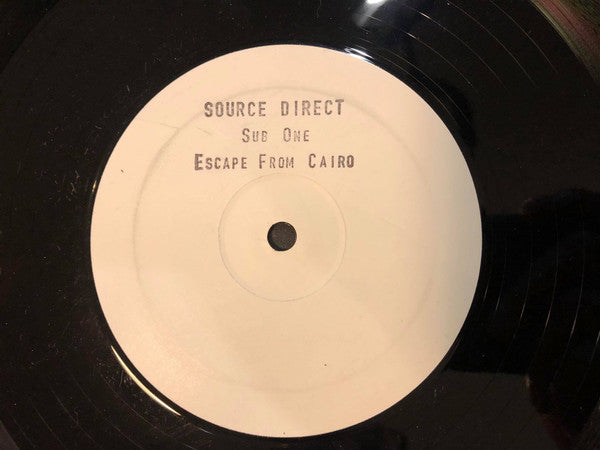 SOURCE DIRECT
SUB ONE
ESCAPE FROM CAIRO